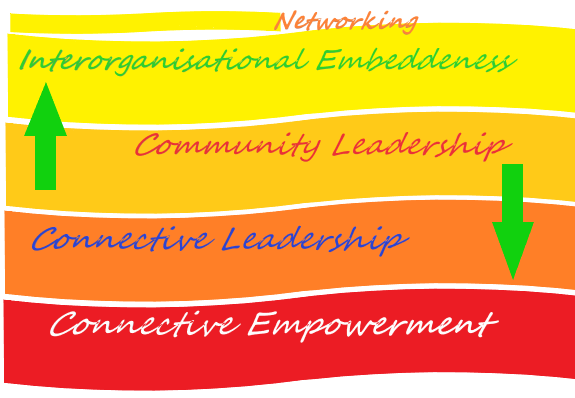 Networking
Interorganisational Embeddeness
Community Leadership
Connective Leadership
Connective Empowerment